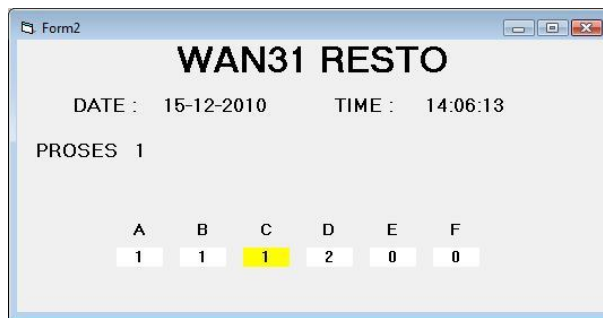 Form2
WAN31 RESTO
DATE : 15-12-2010 TIME : 14:06:13
PROSES 1
A B C D E F
1 1 1 2 0 0